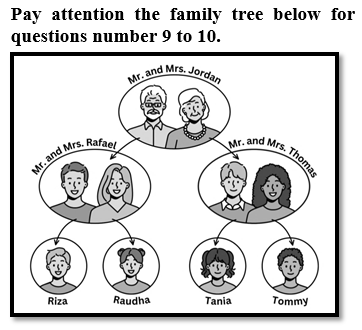 Pay attention the family tree below for
questions number 9 to 10.
Mr. and Mrs. Jordan
Mr. and Mrs. Rafael
Mr. and Mrs. Thomas
Riza
Raudha
Tania
Tommy